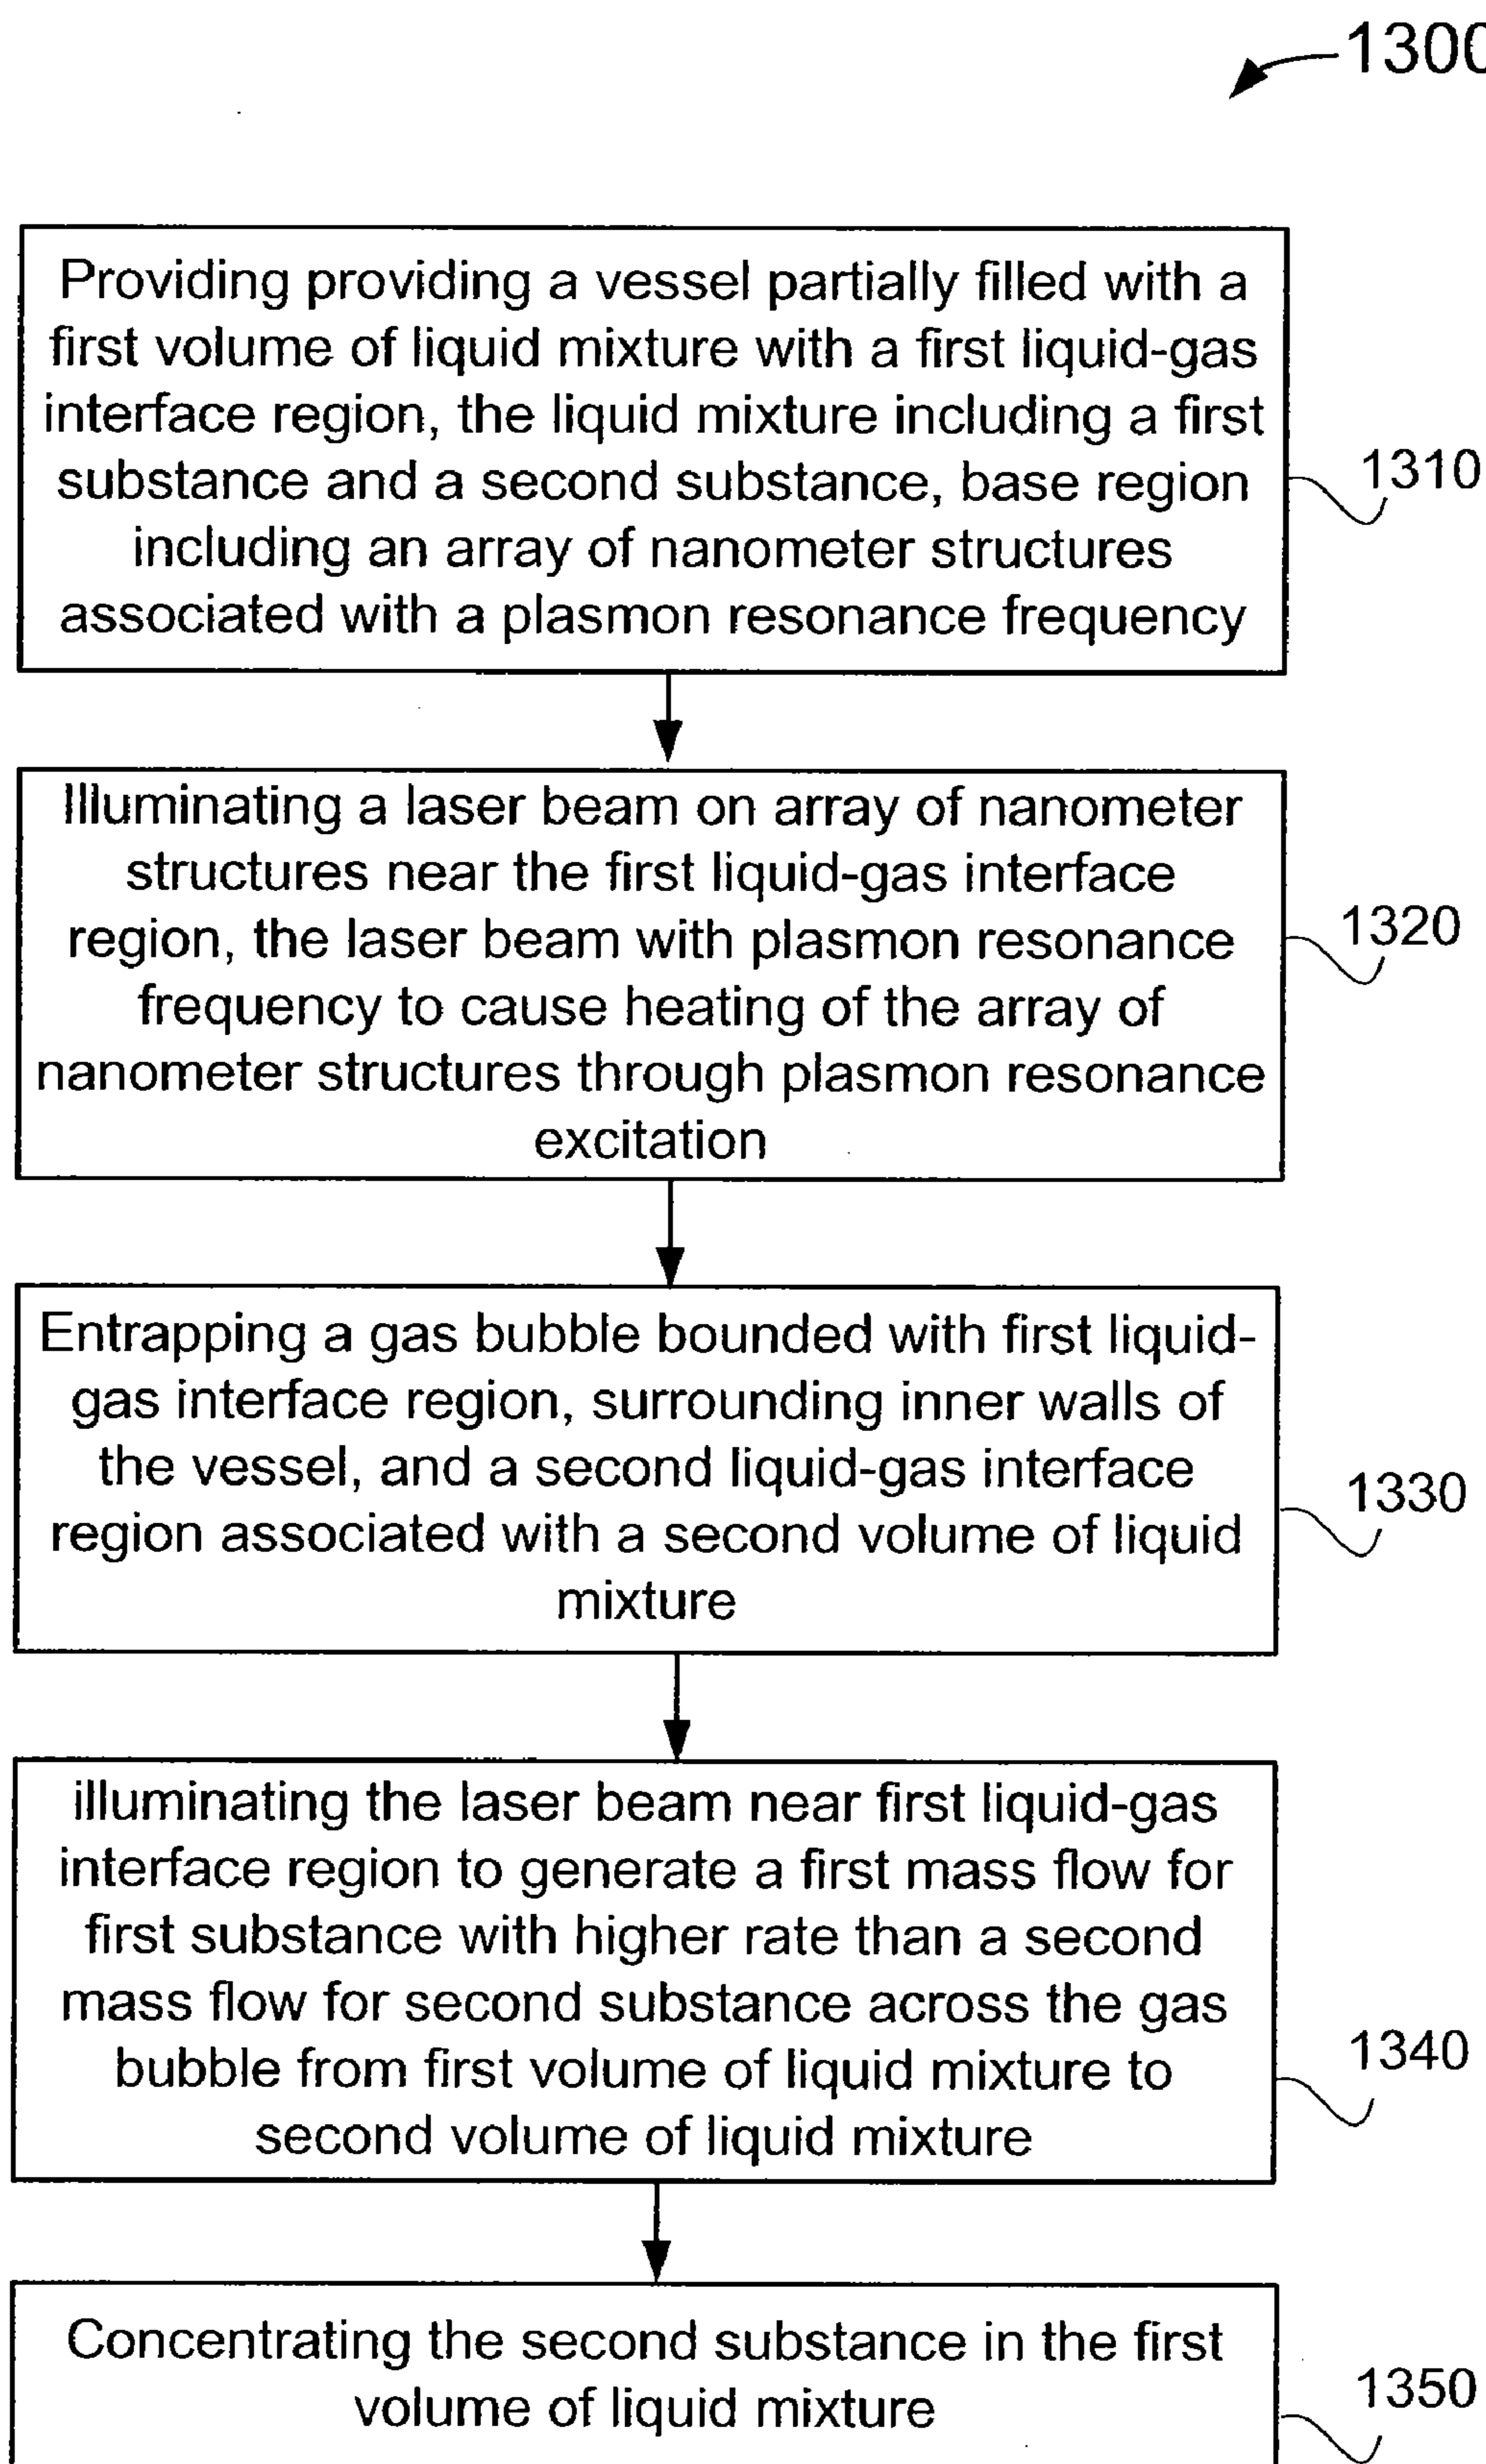 1300
Providing providing a vessel partially filled with a
first volume of liquid mixture with a first liquid-gas
interface region, the liquid mixture including a first
substance and a second substance, base region
including an array of nanometer structures
associated with a plasmon resonance frequency
1310
Illuminating a laser beam on array of nanometer
structures near the first liquid-gas interface
region, the laser beam with plasmon resonance
frequency to cause heating of the array of
nanometer structures through plasmon resonance
excitation
1320
Entrapping a gas bubble bounded with first liquid-
gas interface region, surrounding inner walls of
the vessel, and a second liquid-gas interface
region associated with a second volume of liquid
mixture
1330
illuminating the laser beam near first liquid-gas
interface region to generate a first mass flow for
first substance with higher rate than a second
mass flow for second substance across the gas
bubble from first volume of liquid mixture to
second volume of liquid mixture
1340
Concentrating the second substance in the first
volume of liquid mixture
1350